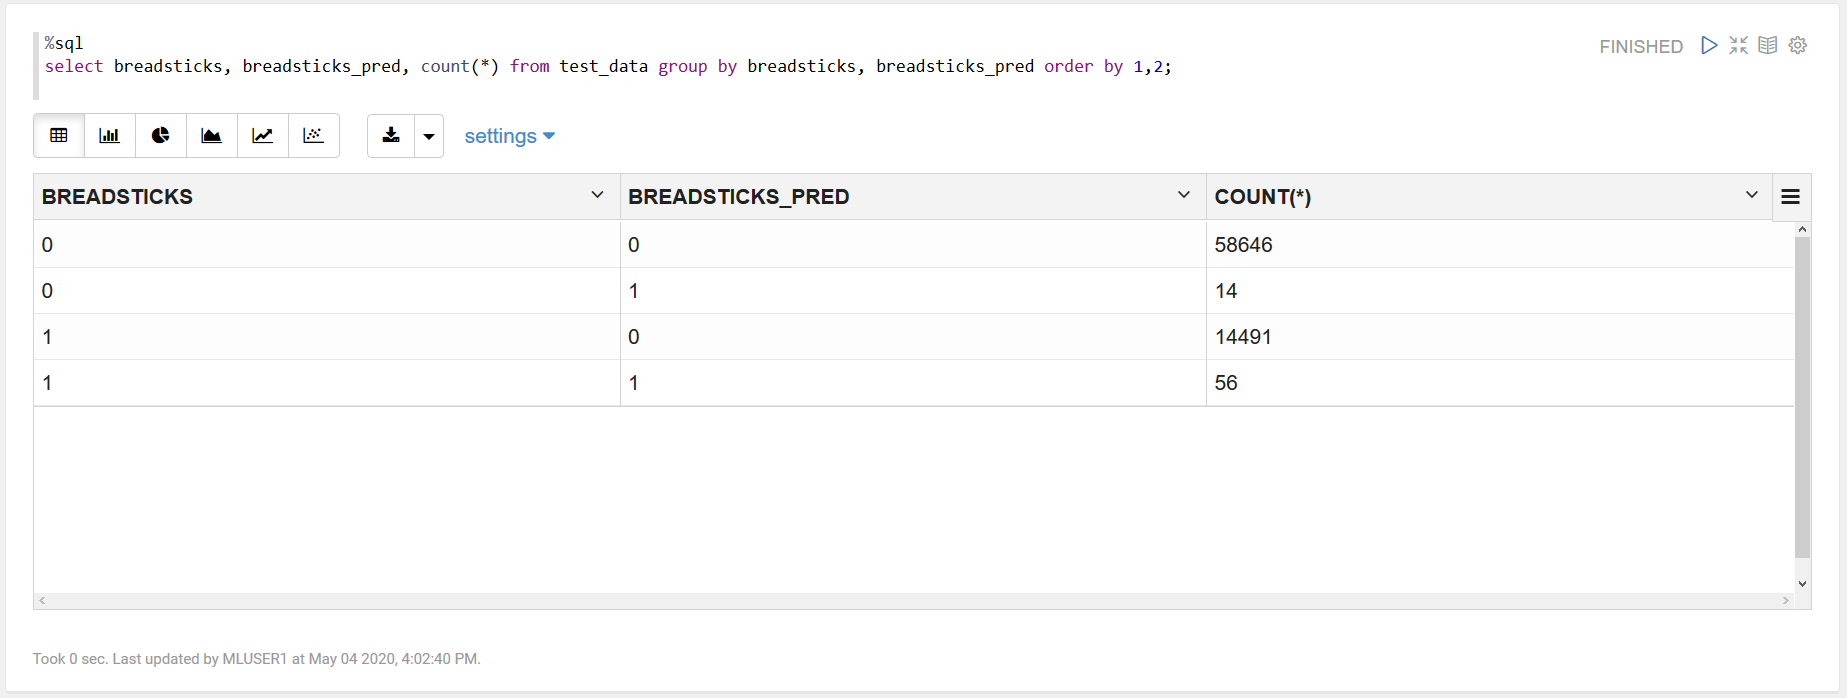 %sql
select breadsticks, breadsticks_pred, count(*) from test_data group by breadsticks, breadsticks_pred order by 1,2;
FINISHED
settings
BREADSTICKS BREADSTICKS_PRED COUNT(*)
0 0 58646
0 1 14
1 0 14491
1 1 56
Took 0 sec. Last updated by MLUSER1 at May 04 2020, 4:02:40 PM.